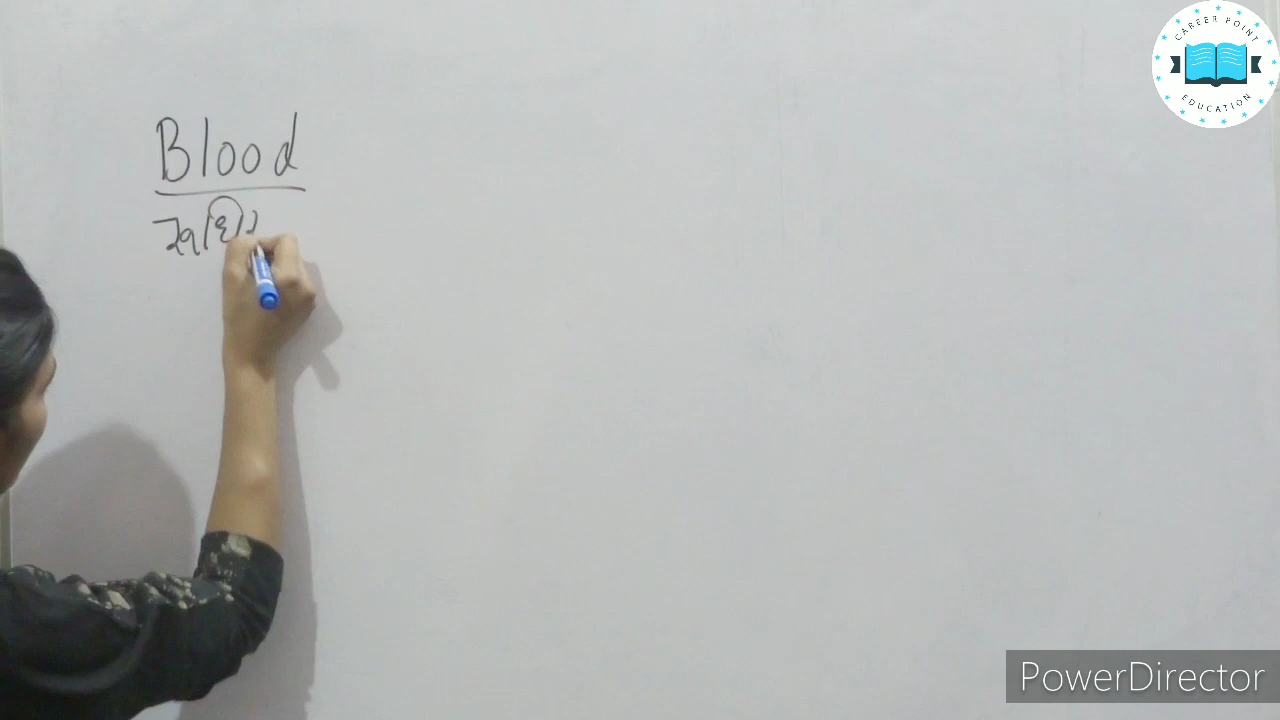 CAREER POINT
EDUCATION
Blood
रुधिर
PowerDirector